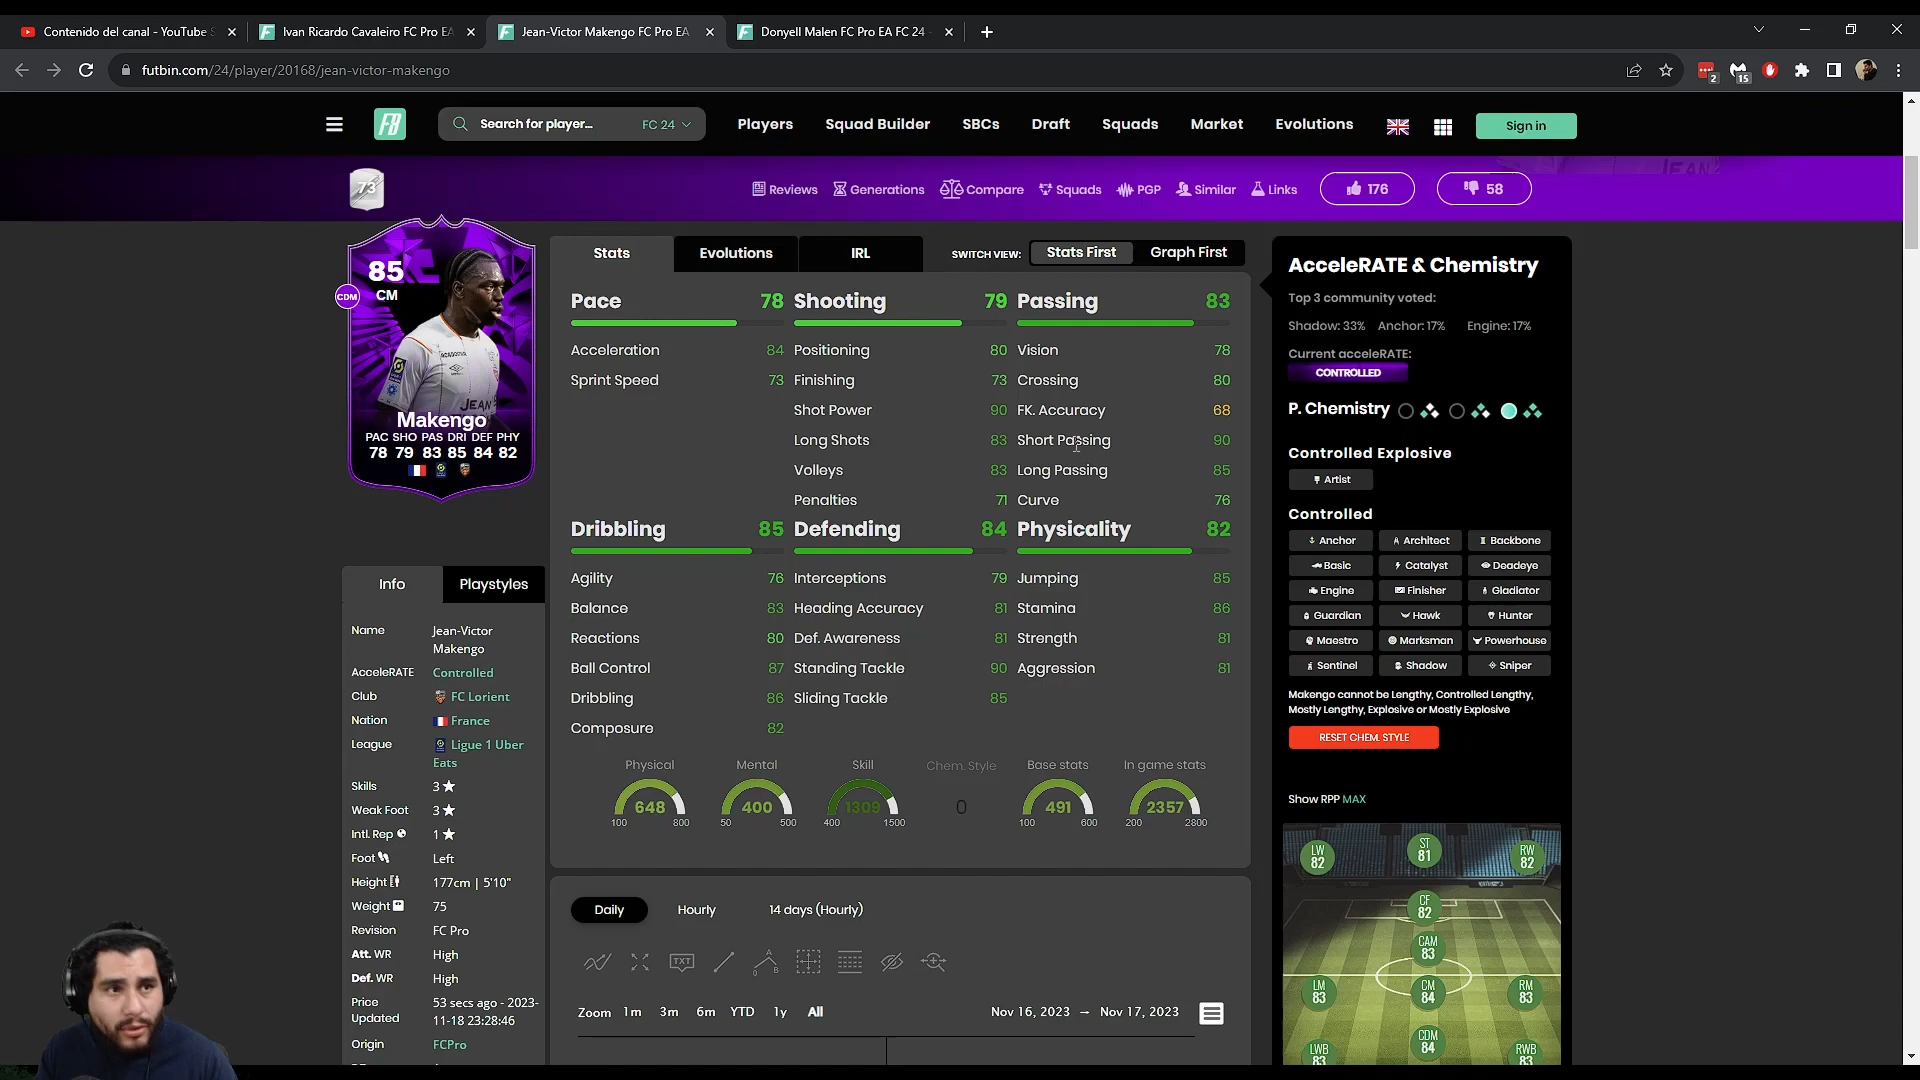 Contenido del canal - YouTube S
Ivan Ricardo Cavaleiro FC Pro EA
Jean-Victor Makengo FC Pro EA
Donyell Malen FC Pro EA FC 24 -
futbin.com/24/player/20168/jean-victor-makengo
2
15
FB
Search for player...
FC 24
Players
Squad Builder
SBCs
Draft
Squads
Market
Evolutions
Sign in
73
Reviews
Generations
Compare
Squads
PGP
Similar
Links
176
58
85
CM
CDM
Makengo
PAC SHO PAS DRI DEF PHY
78 79 83 85 84 82
Stats
Evolutions
IRL
SWITCH VIEW:
Stats First
Graph First
Pace 78
Acceleration 84
Sprint Speed 73
Shooting 79
Positioning 80
Finishing 73
Shot Power 90
Long Shots 83
Volleys 83
Penalties 71
Passing 83
Vision 78
Crossing 80
FK. Accuracy 68
Short Passing 90
Long Passing 85
Curve 76
Dribbling 85
Agility 76
Balance 83
Reactions 80
Ball Control 87
Dribbling 86
Composure 82
Defending 84
Interceptions 79
Heading Accuracy 81
Def. Awareness 81
Standing Tackle 90
Sliding Tackle 85
Physicality 82
Jumping 85
Stamina 86
Strength 81
Aggression 81
Physical
648
100 800
Mental
400
50 500
Skill
1309
400 1500
Chem. Style
0
Base stats
491
100 600
In game stats
2357
200 2800
Info
Playstyles
Name Jean-Victor
Makengo
AcceleRATE Controlled
Club FC Lorient
Nation France
League Ligue 1 Uber
Eats
Skills 3
Weak Foot 3
Intl. Rep 1
Foot Left
Height 177cm | 5'10"
Weight 75
Revision FC Pro
Att. WR High
Def. WR High
Price 53 secs ago - 2023-
Updated 11-18 23:28:46
Origin FCPro
Daily
Hourly
14 days (Hourly)
TXT
A
0 B
Zoom 1m 3m 6m YTD 1y All
Nov 16, 2023 → Nov 17, 2023
AcceleRATE & Chemistry
Top 3 community voted:
Shadow: 33% Anchor: 17% Engine: 17%
Current acceleRATE:
CONTROLLED
P. Chemistry
Controlled Explosive
Artist
Controlled
Anchor Architect Backbone
Basic Catalyst Deadeye
Engine Finisher Gladiator
Guardian Hawk Hunter
Maestro Marksman Powerhouse
Sentinel Shadow Sniper
Makengo cannot be Lengthy, Controlled Lengthy,
Mostly Lengthy, Explosive or Mostly Explosive
RESET CHEM. STYLE
Show RPP MAX
LW
82
ST
81
RW
82
CF
82
CAM
83
LM
83
CM
84
RM
83
CDM
84
LWB
83
RWB
83